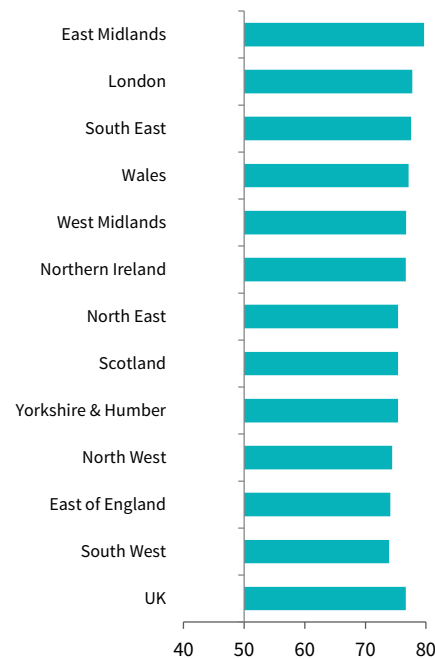 East Midlands
London
South East
Wales
West Midlands
Northern Ireland
North East
Scotland
Yorkshire & Humber
North West
East of England
South West
UK
40 50 60 70 80